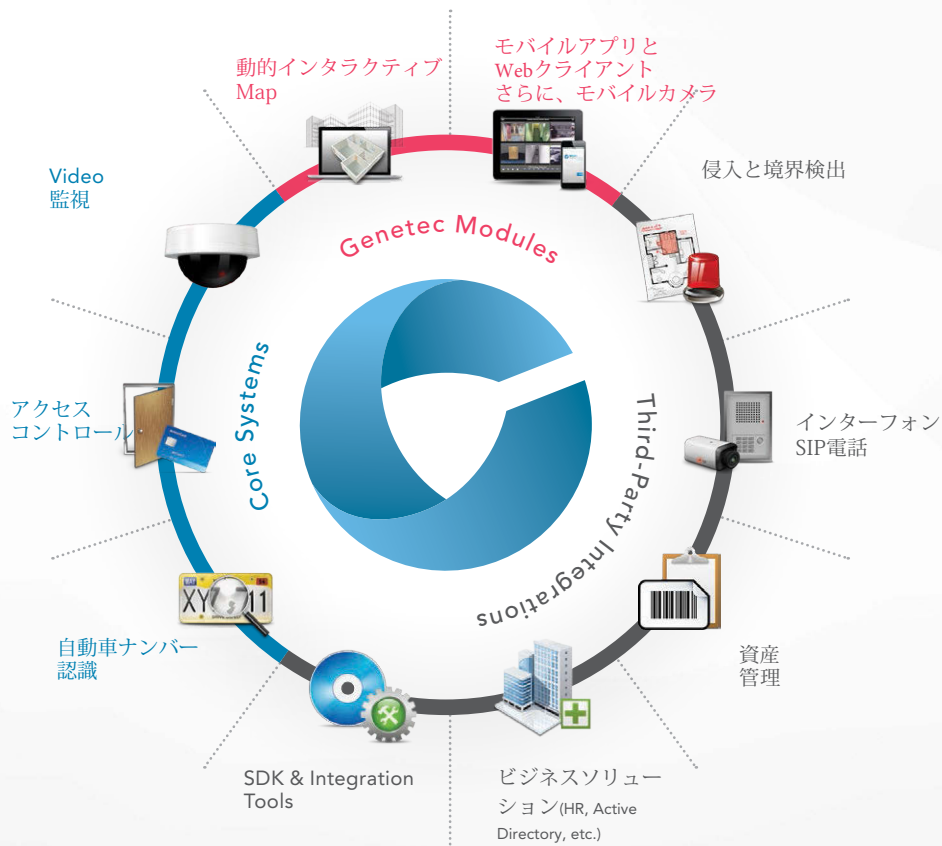 モバイルアプリと
Webクライアント
さらに、モバイルカメラ
動的インタラクティブ
Map
侵入と境界検出
Video
監視
Genetec Modules
アクセス
コントロール
Core Systems
Third-Party Integrations
インターフォン
SIP電話
XY 11
自動車ナンバー
認識
資産
管理
SDK & Integration
Tools
ビジネスソリュー
ション(HR, Active
Directory, etc.)